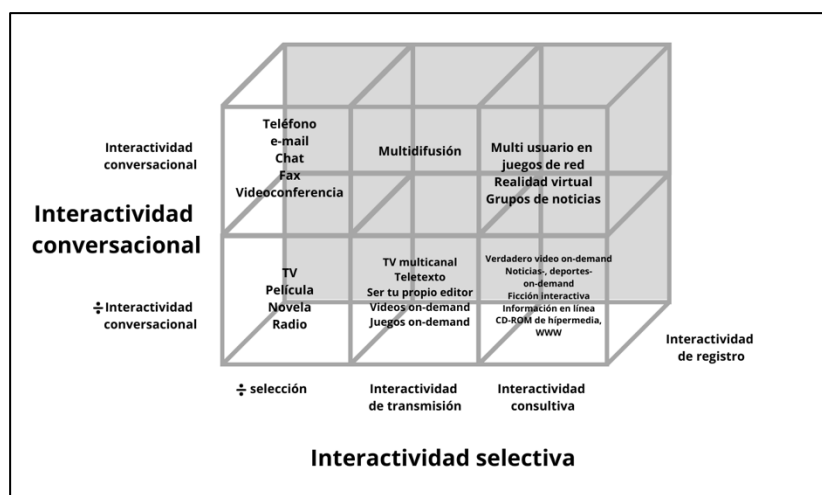 Interactividad
conversacional
Teléfono
e-mail
Chat
Fax
Videoconferencia
Multidifusión
Multi usuario en
juegos de red
Realidad virtual
Grupos de noticias
Interactividad
conversacional
÷ Interactividad
conversacional
TV
Película
Novela
Radio
TV multicanal
Teletexto
Ser tu propio editor
Videos on-demand
Juegos on-demand
Verdadero video on-demand
Noticias-, deportes-
on-demand
Ficción interactiva
Información en línea
CD-ROM de hípermedia,
WWW
Interactividad
de registro
÷ selección
Interactividad
de transmisión
Interactividad
consultiva
Interactividad selectiva